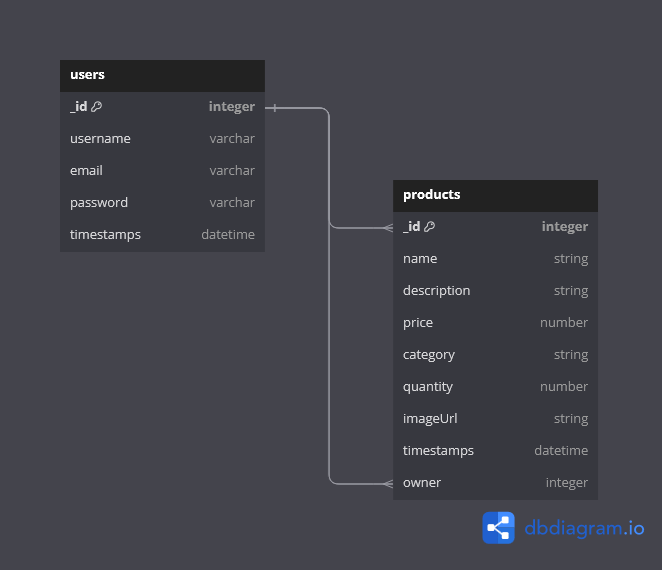 users
_id integer
username varchar
email varchar
password varchar
timestamps datetime
products
_id integer
name string
description string
price number
category string
quantity number
imageUrl string
timestamps datetime
owner integer
dbdiagram.io